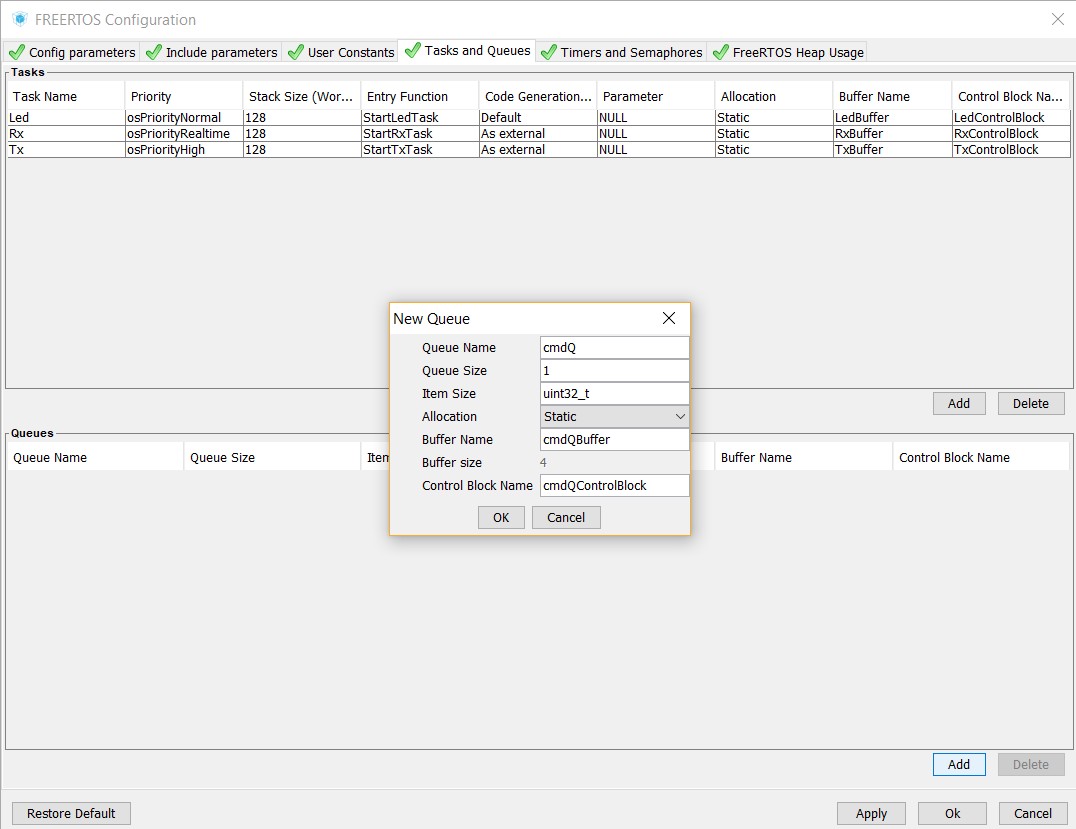 FREERTOS Configuration
Config parameters Include parameters User Constants Tasks and Queues Timers and Semaphores FreeRTOS Heap Usage
Tasks
Task Name Priority Stack Size (Wor... Entry Function Code Generation... Parameter Allocation Buffer Name Control Block Na...
Led osPriorityNormal 128 StartLedTask Default NULL Static LedBuffer LedControlBlock
Rx osPriorityRealtime 128 StartRxTask As external NULL Static RxBuffer RxControlBlock
Tx osPriorityHigh 128 StartTxTask As external NULL Static TxBuffer TxControlBlock
New Queue
Queue Name cmdQ
Queue Size 1
Item Size uint32_t
Allocation Static
Buffer Name cmdQBuffer
Buffer size 4
Control Block Name cmdQControlBlock
OK Cancel
Add Delete
Queues
Queue Name Queue Size Item Buffer Name Control Block Name
Add Delete
Restore Default Apply Ok Cancel